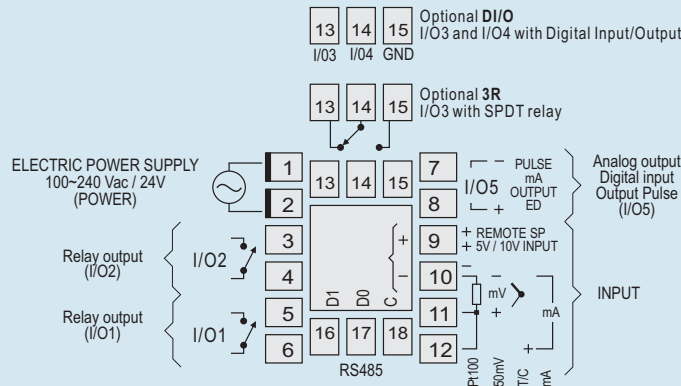 13 14 15
Optional DI/O
I/O3 and I/O4 with Digital Input/Output
I/03 I/04 GND
13 14 15
Optional 3R
I/O3 with SPDT relay
ELECTRIC POWER SUPPLY
100~240 Vac / 24V
(POWER)
1
2
13 14 15
7
8
I/O5
PULSE
mA
OUTPUT
ED
Analog output
Digital input
Output Pulse
(I/O5)
Relay output
(I/O2)
I/O2
3
4
Relay output
(I/O1)
I/O1
5
6
D1
D0
C
+
−
16 17 18
RS485
9
+ REMOTE SP
+ 5V / 10V INPUT
10
−
11
12
mV
+
mA
+
Pt100
50mV
T/C
mA
INPUT